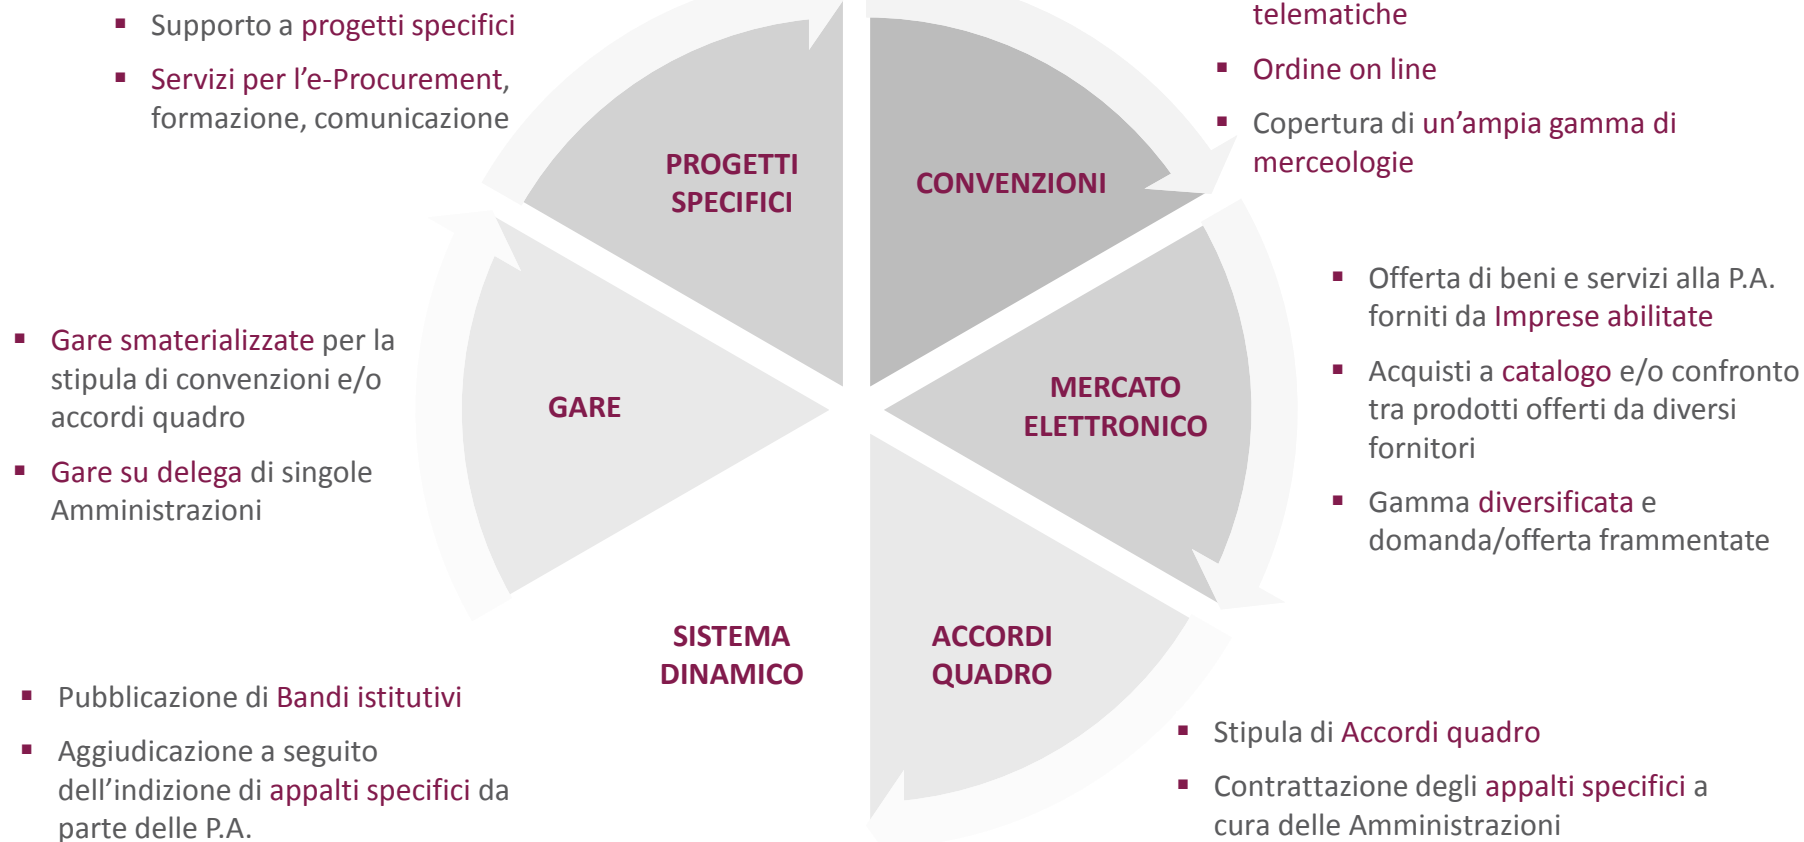 ▪ Supporto a progetti specifici
▪ Servizi per l’e-Procurement,
formazione, comunicazione
telematiche
▪ Ordine on line
▪ Copertura di un’ampia gamma di
merceologie
PROGETTI
SPECIFICI
CONVENZIONI
▪ Offerta di beni e servizi alla P.A.
forniti da Imprese abilitate
▪ Acquisti a catalogo e/o confronto
tra prodotti offerti da diversi
fornitori
▪ Gamma diversificata e
domanda/offerta frammentate
MERCATO
ELETTRONICO
▪ Gare smaterializzate per la
stipula di convenzioni e/o
accordi quadro
▪ Gare su delega di singole
Amministrazioni
GARE
SISTEMA
DINAMICO
ACCORDI
QUADRO
▪ Pubblicazione di Bandi istitutivi
▪ Aggiudicazione a seguito
dell’indizione di appalti specifici da
parte delle P.A.
▪ Stipula di Accordi quadro
▪ Contrattazione degli appalti specifici a
cura delle Amministrazioni